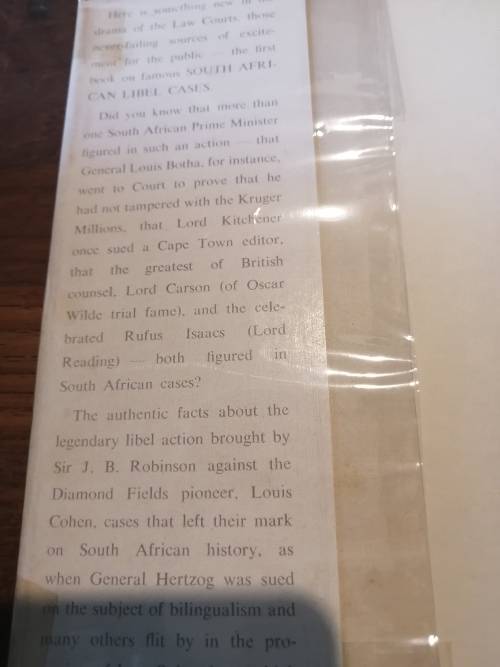 Here is something new in the
drama of the Law Courts, those
never-failing sources of excite-
ment for the public — the first
book on famous SOUTH AFRI-
CAN LIBEL CASES.
Did you know that more than
one South African Prime Minister
figured in such an action — that
General Louis Botha, for instance,
went to Court to prove that he
had not tampered with the Kruger
Millions, that Lord Kitchener
once sued a Cape Town editor,
that the greatest of British
counsel, Lord Carson (of Oscar
Wilde trial fame), and the cele-
brated Rufus Isaacs (Lord
Reading) — both figured in
South African cases?
The authentic facts about the
legendary libel action brought by
Sir J. B. Robinson against the
Diamond Fields pioneer, Louis
Cohen, cases that left their mark
on South African history, as
when General Hertzog was sued
on the subject of bilingualism and
many others flit by in the pro-